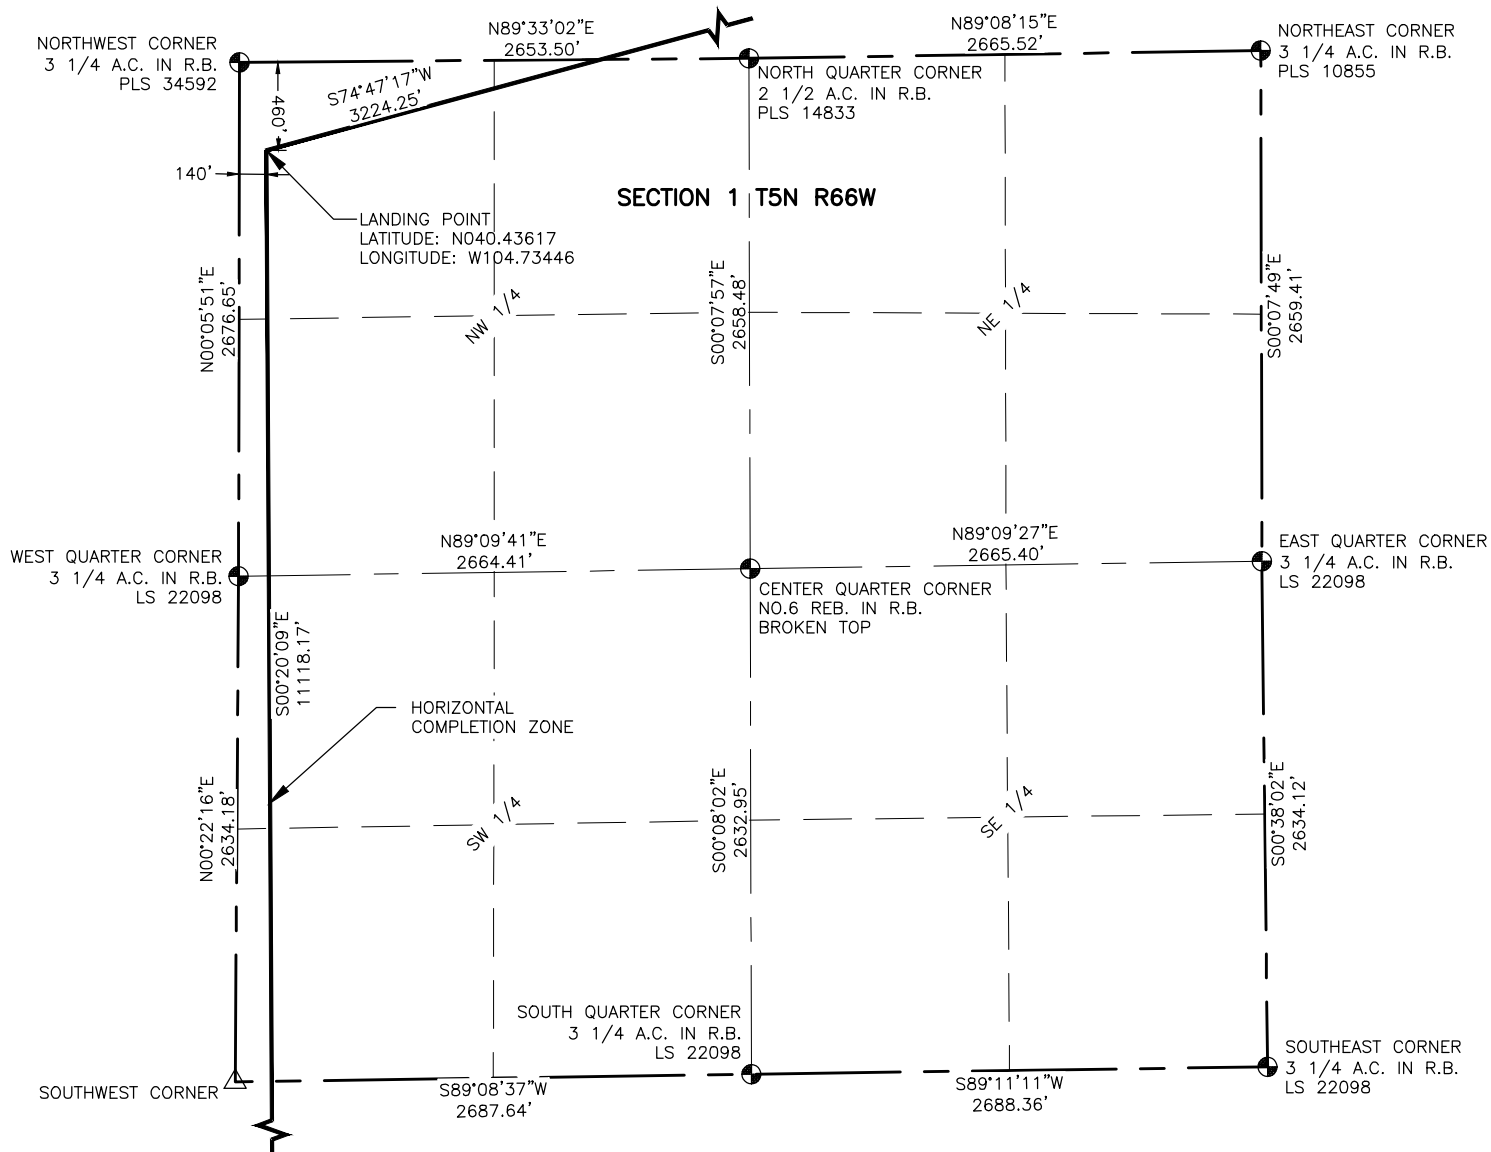 NORTHWEST CORNER
3 1/4 A.C. IN R.B.
PLS 34592
N89°33'02"E
2653.50'
N89°08'15"E
2665.52'
NORTHEAST CORNER
3 1/4 A.C. IN R.B.
PLS 10855
S74°47'17"W
3224.25'
460'
NORTH QUARTER CORNER
2 1/2 A.C. IN R.B.
PLS 14833
140'
SECTION 1 T5N R66W
LANDING POINT
LATITUDE: N040.43617
LONGITUDE: W104.73446
N00°05'51"E
2676.65'
NW 1/4
S00°07'57"E
2658.48'
NE 1/4
S00°07'49"E
2659.41'
WEST QUARTER CORNER
3 1/4 A.C. IN R.B.
LS 22098
N89°09'41"E
2664.41'
N89°09'27"E
2665.40'
EAST QUARTER CORNER
3 1/4 A.C. IN R.B.
LS 22098
CENTER QUARTER CORNER
NO.6 REB. IN R.B.
BROKEN TOP
S00°20'09"E
11118.17'
HORIZONTAL
COMPLETION ZONE
N00°22'16"E
2634.18'
SW 1/4
S00°08'02"E
2632.95'
SE 1/4
S00°38'02"E
2634.12'
SOUTH QUARTER CORNER
3 1/4 A.C. IN R.B.
LS 22098
SOUTHWEST CORNER
S89°08'37"W
2687.64'
S89°11'11"W
2688.36'
SOUTHEAST CORNER
3 1/4 A.C. IN R.B.
LS 22098